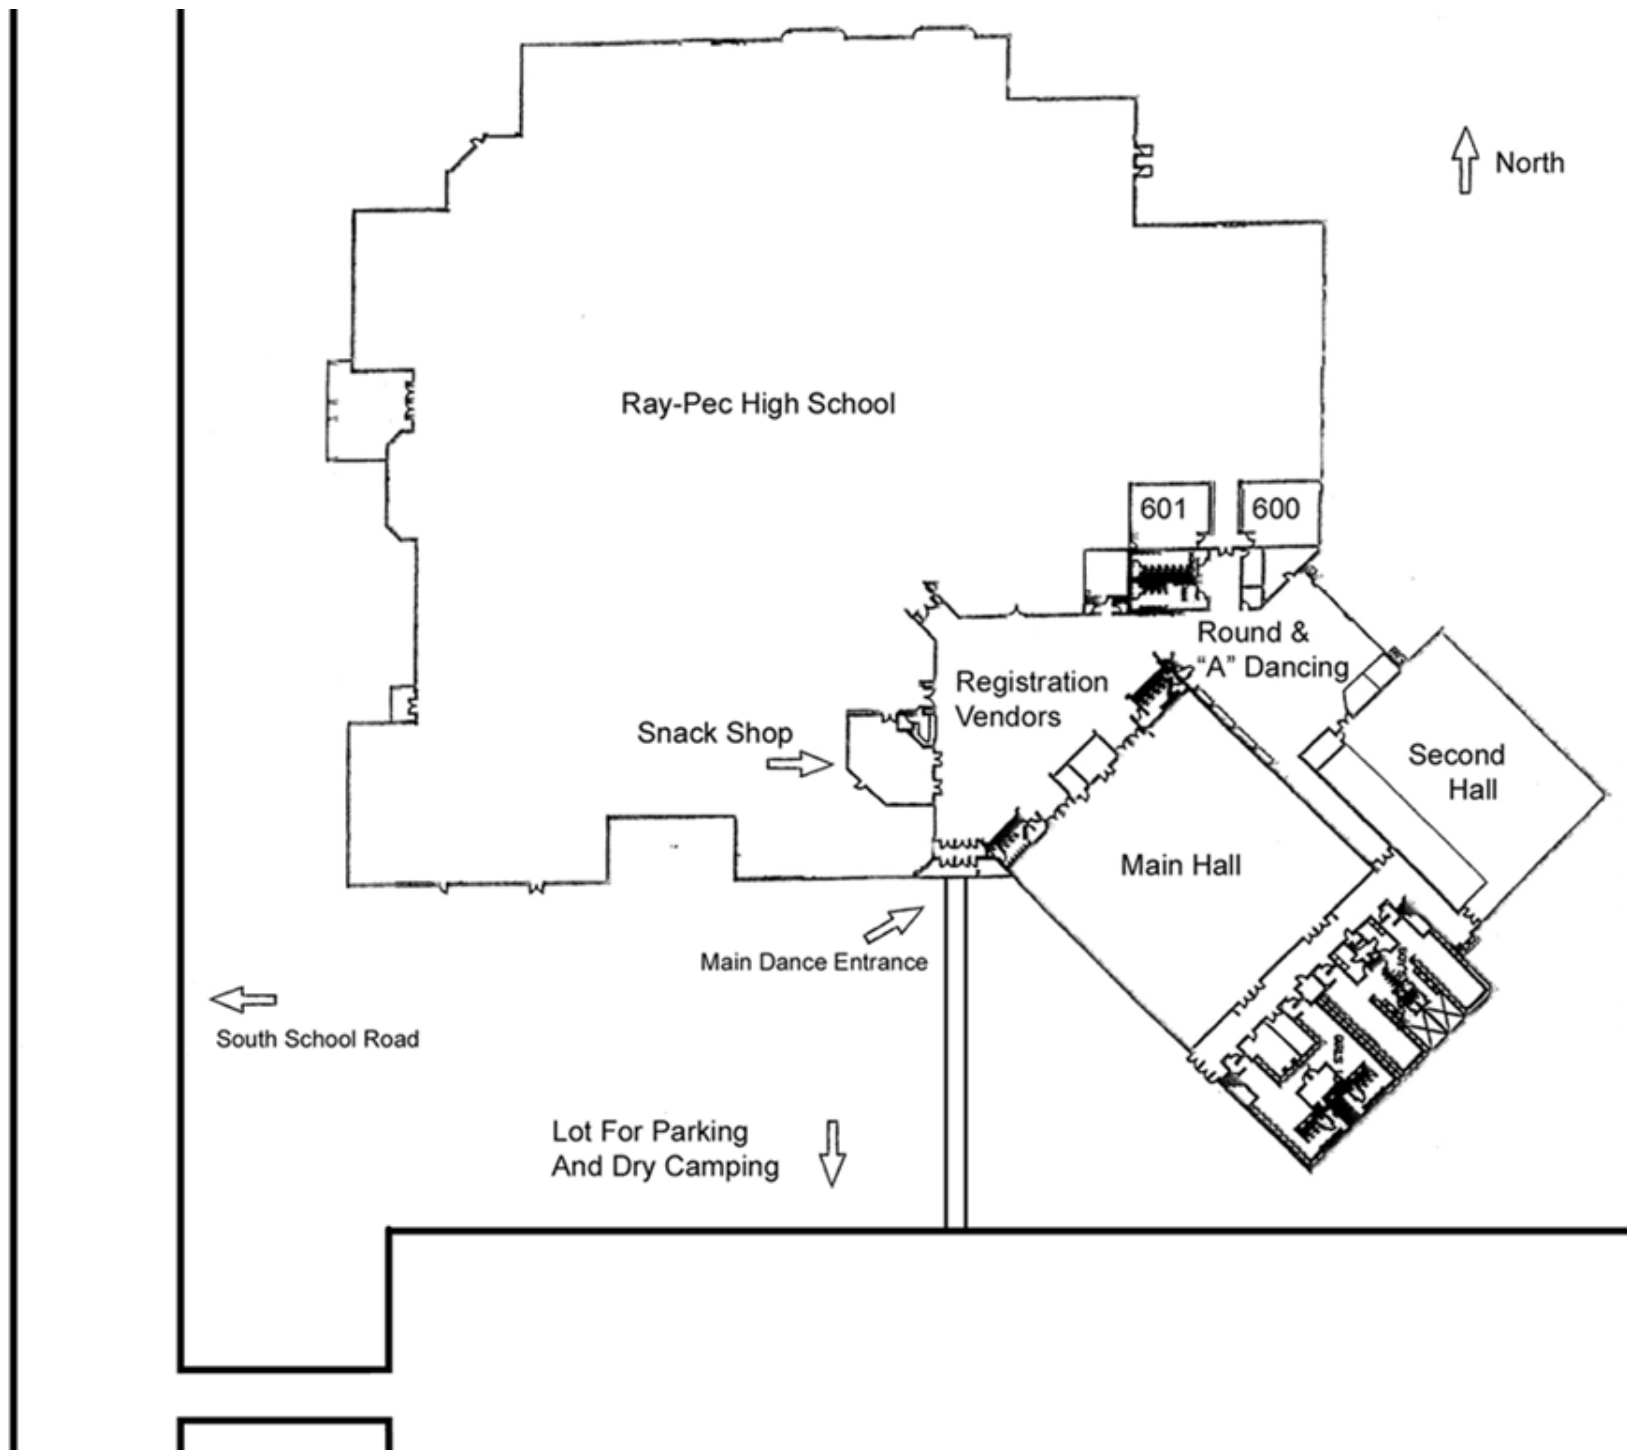 North
Ray-Pec High School
601
600
Round &
“A” Dancing
Registration
Vendors
Snack Shop
Second
Hall
Main Hall
Main Dance Entrance
South School Road
GIRLS
Lot For Parking
And Dry Camping